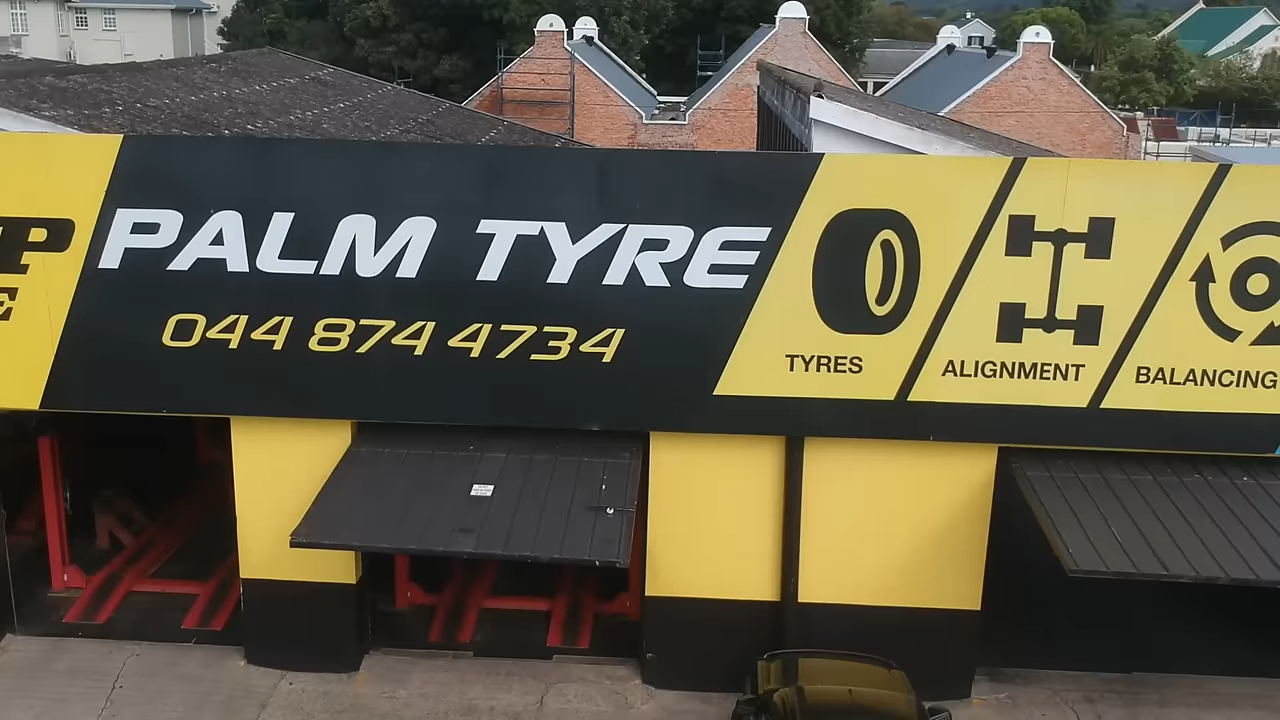 P
E
PALM TYRE
044 874 4734
TYRES
ALIGNMENT
BALANCING